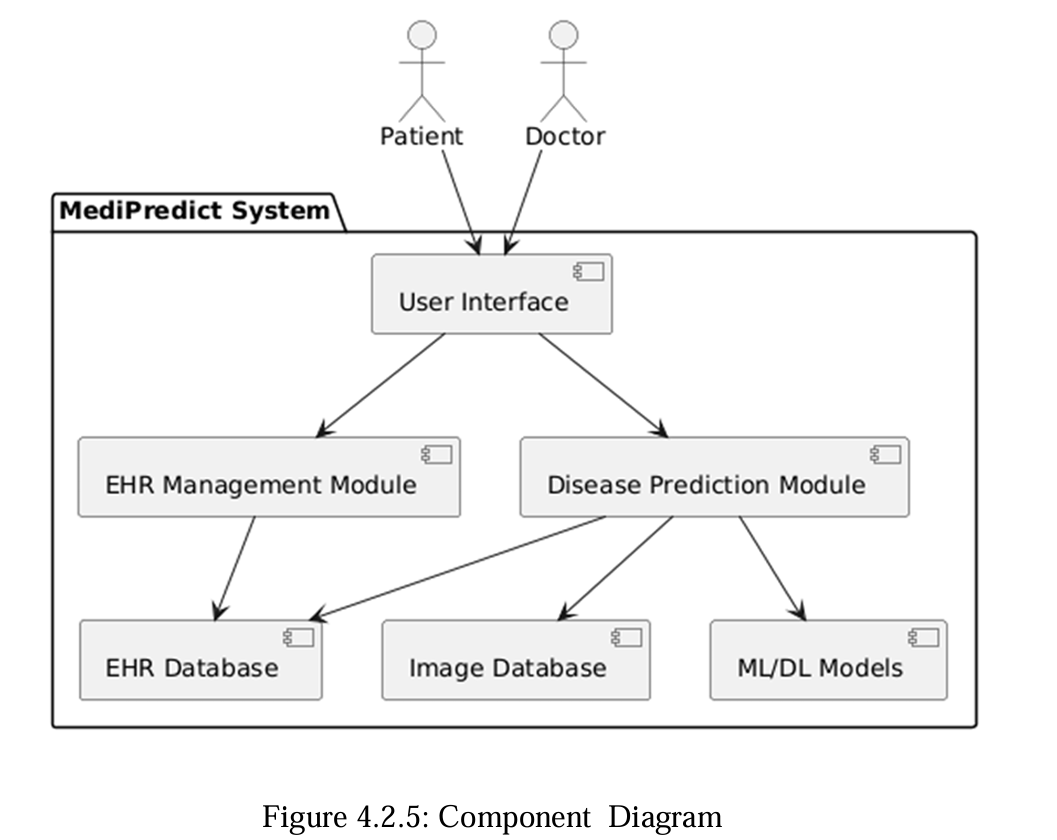 Patient
Doctor
MediPredict System
User Interface
EHR Management Module
Disease Prediction Module
EHR Database
Image Database
ML/DL Models
Figure 4.2.5: Component Diagram